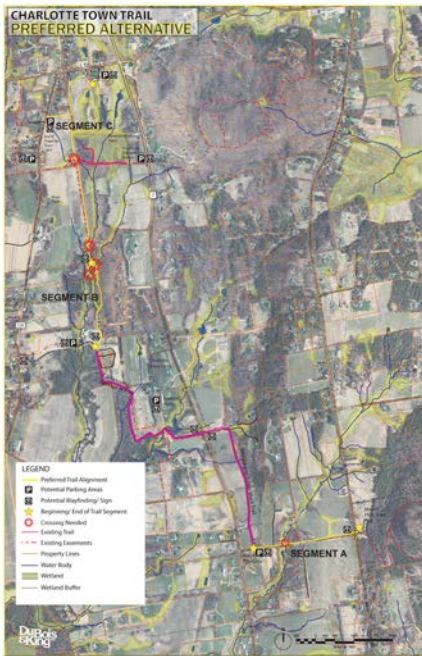 CHARLOTTE TOWN TRAIL
PREFERRED ALTERNATIVE
SEGMENT C
SEGMENT B
SEGMENT A
LEGEND
Preferred Trail Alignment
P Potential Parking Areas
Potential Wayfinding/ Sign
Beginning/ End of Trail Segment
Crossing Needed
Existing Trail
Existing Easements
Property Lines
Water Body
Wetland
Wetland Buffer
DuBois
& King